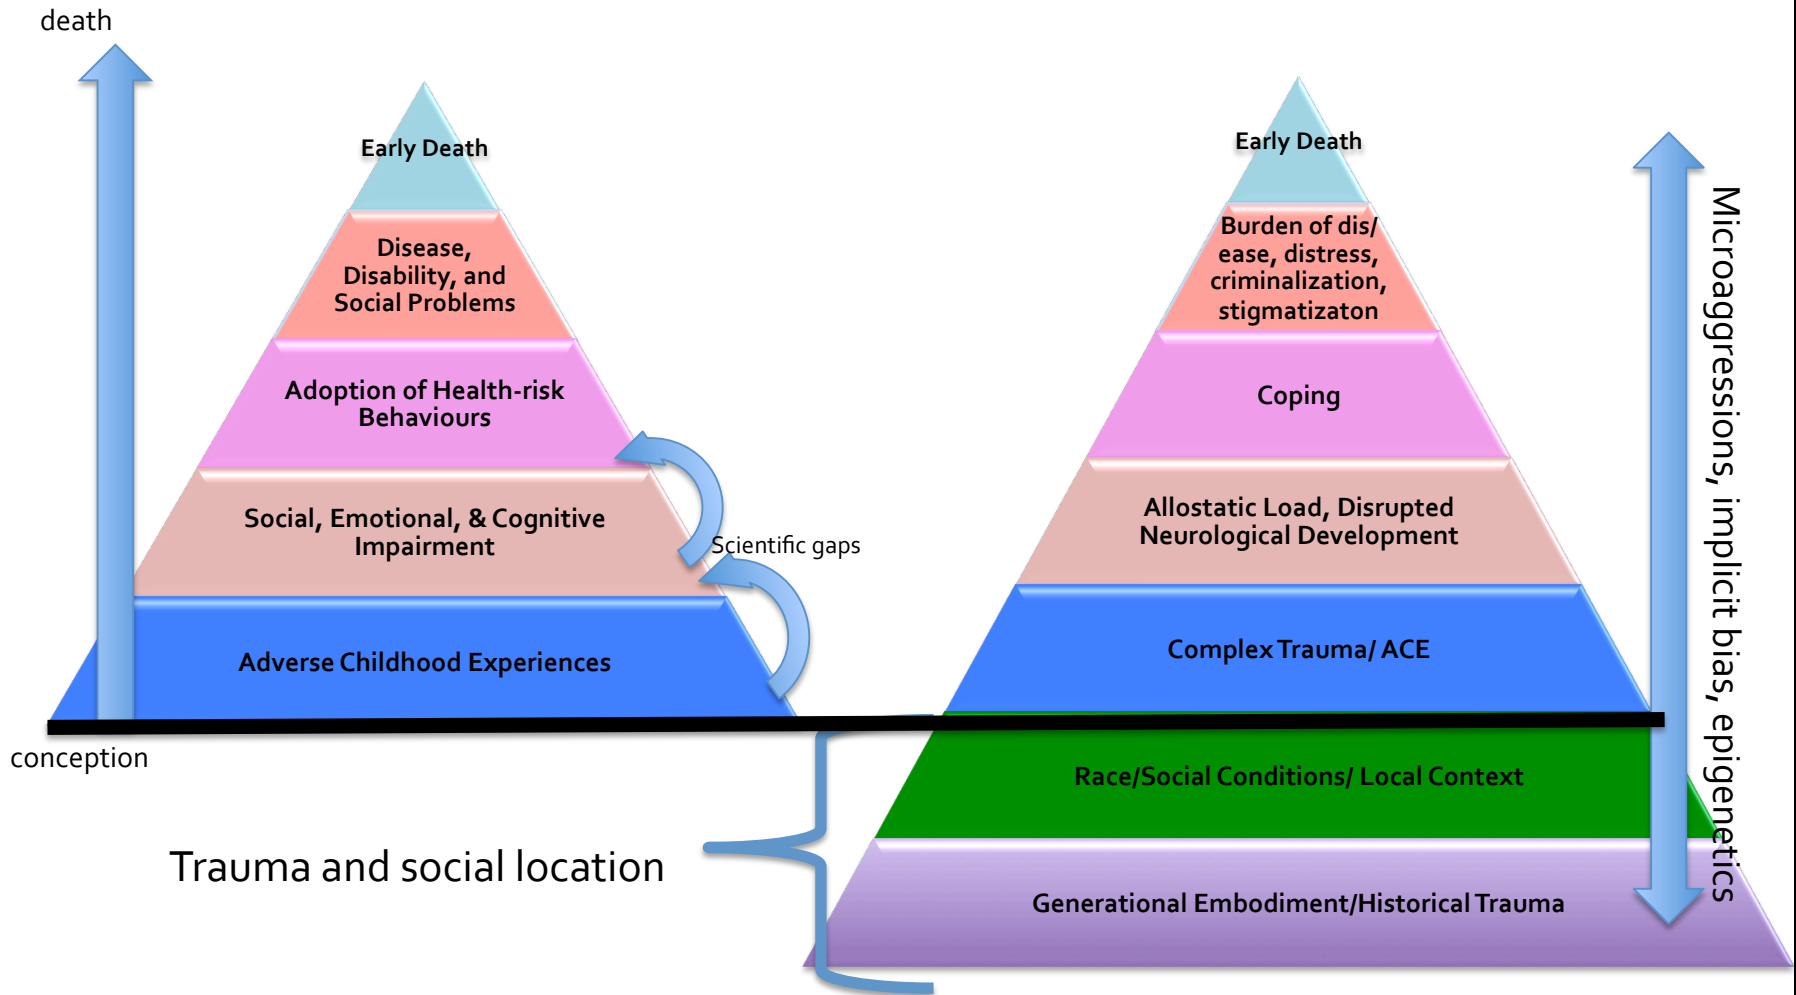 death
Early Death
Disease,
Disability, and
Social Problems
Adoption of Health-risk
Behaviours
Social, Emotional, & Cognitive
Impairment
Scientific gaps
Adverse Childhood Experiences
conception
Trauma and social location
Early Death
Burden of dis/
ease, distress,
criminalization,
stigmatizaton
Coping
Allostatic Load, Disrupted
Neurological Development
Complex Trauma/ ACE
Race/Social Conditions/ Local Context
Generational Embodiment/Historical Trauma
Microaggressions, implicit bias, epigenetics